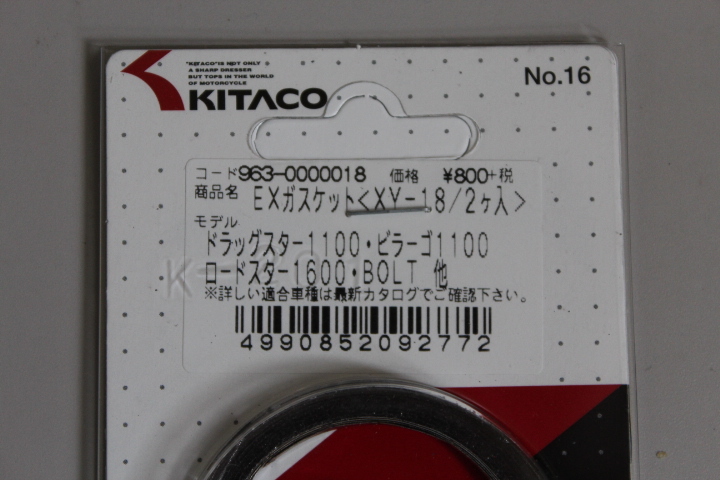 "KITACO"IS NOT ONLY
A SHARP DRESSER
BUT TOPS IN THE WORLD
OF MOTORCYCLE
KITACO
No.16
コード963-0000018 価格 ¥800+税
商品名 EXガスケット<XY-18/2ヶ入>
モデル
ドラッグスター1100・ビラーゴ1100
ロードスター1600・BOLT 他
※詳しい適合車種は最新カタログでご確認下さい。
4990852092772